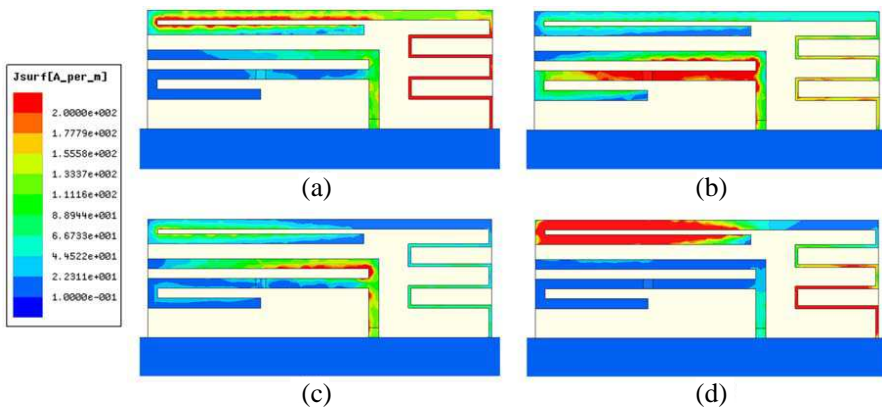 Jsurf[A_per_m]
2.0000e+002
1.7779e+002
1.5558e+002
1.3337e+002
1.1116e+002
8.8944e+001
6.6733e+001
4.4522e+001
2.2311e+001
1.0000e-001
(a)
(b)
(c)
(d)